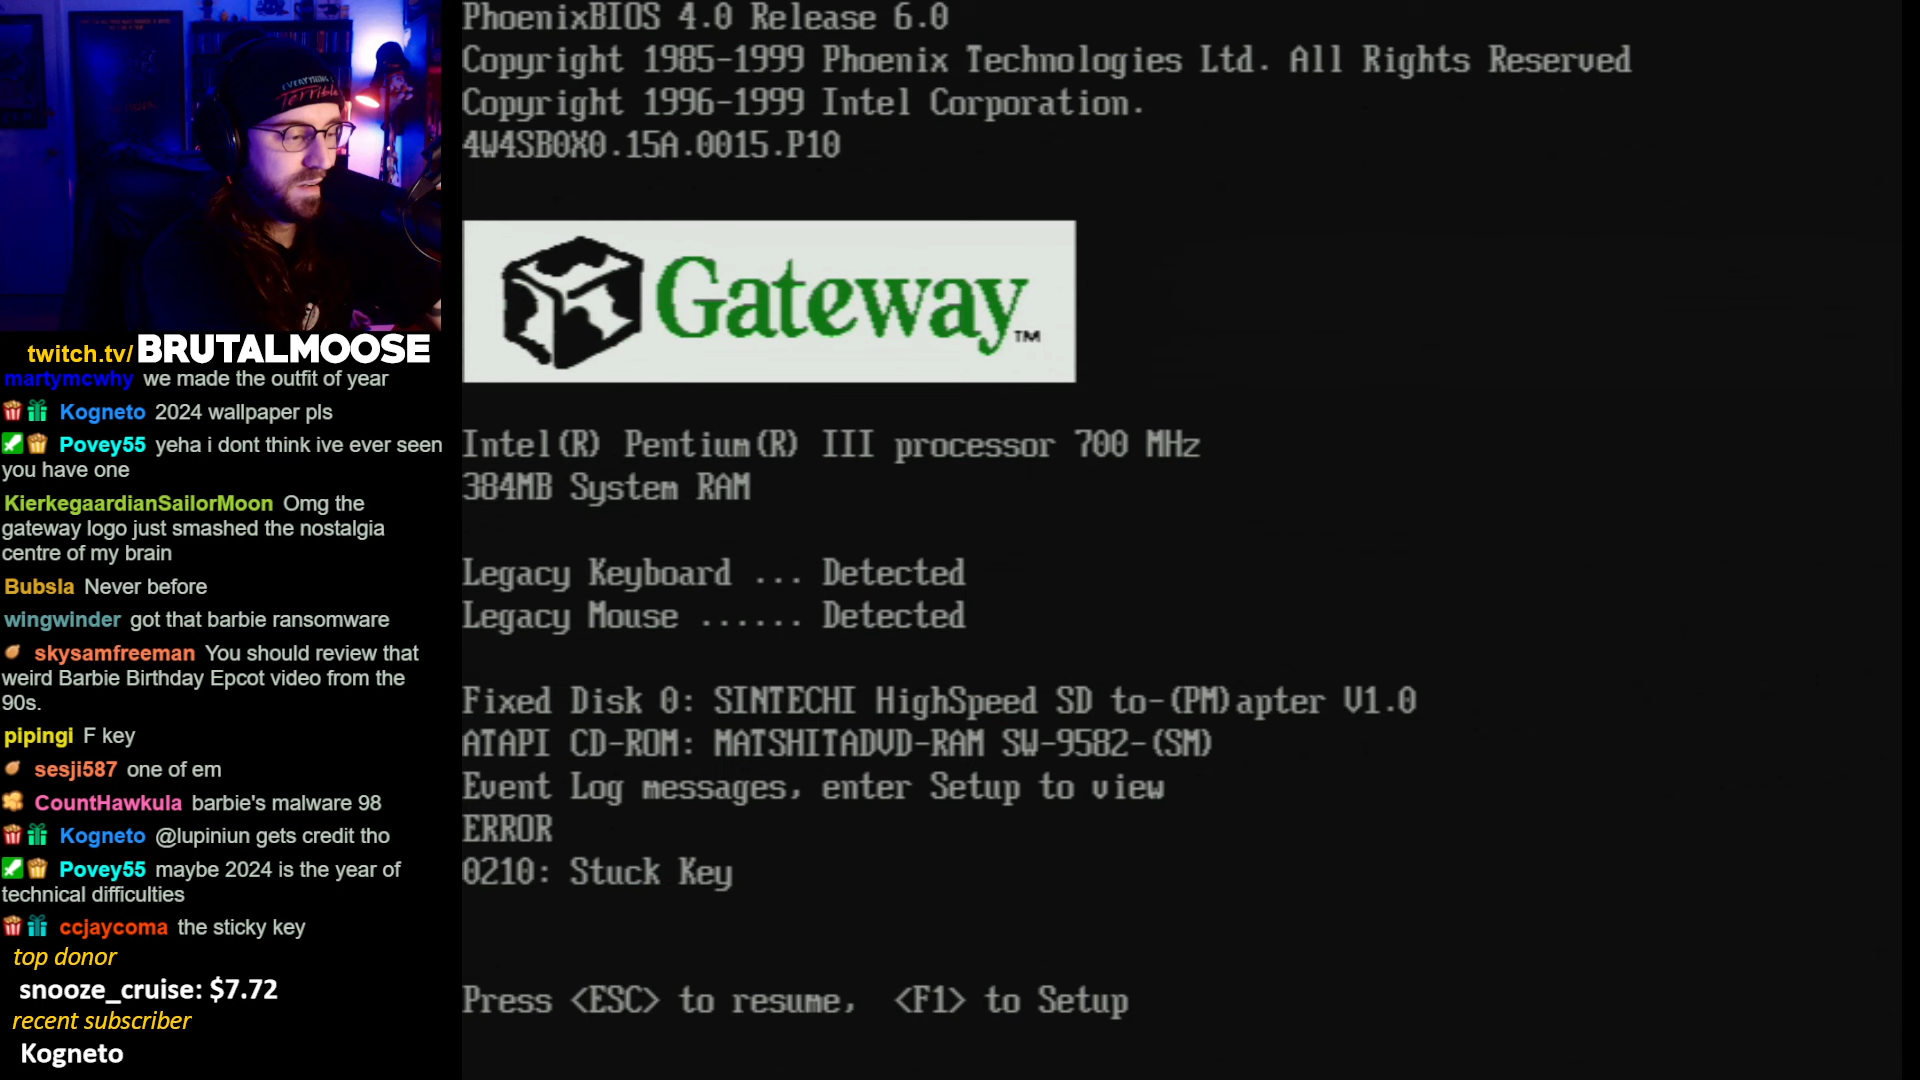 EVERYTHING IS
Terrible
twitch.tv/BRUTALMOOSE
martymcwhy we made the outfit of year
Kogneto 2024 wallpaper pls
Povey55 yeha i dont think ive ever seen
you have one
KierkegaardianSailorMoon Omg the
gateway logo just smashed the nostalgia
centre of my brain
Bubsla Never before
wingwinder got that barbie ransomware
skysamfreeman You should review that
weird Barbie Birthday Epcot video from the
90s.
pipingi F key
sesji587 one of em
CountHawkula barbie's malware 98
Kogneto @lupiniun gets credit tho
Povey55 maybe 2024 is the year of
technical difficulties
ccjaycoma the sticky key
top donor
snooze_cruise: $7.72
recent subscriber
Kogneto
PhoenixBIOS 4.0 Release 6.0
Copyright 1985-1999 Phoenix Technologies Ltd. All Rights Reserved
Copyright 1996-1999 Intel Corporation.
4W4SB0X0.15A.0015.P10
Gateway™
Intel(R) Pentium(R) III processor 700 MHz
384MB System RAM
Legacy Keyboard ... Detected
Legacy Mouse ...... Detected
Fixed Disk 0: SINTECHI HighSpeed SD to-(PM)apter V1.0
ATAPI CD-ROM: MATSHITADVD-RAM SW-9582-(SM)
Event Log messages, enter Setup to view
ERROR
0210: Stuck Key
Press <ESC> to resume, <F1> to Setup